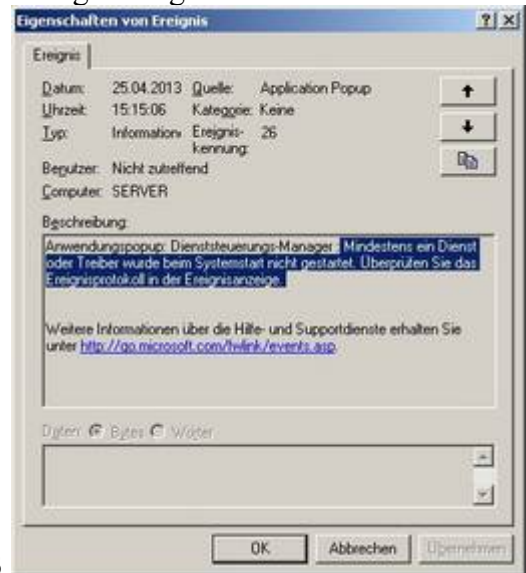 Eigenschaften von Ereignis
Ereignis
Datum: 25.04.2013 Quelle: Application Popup
Uhrzeit: 15:15:06 Kategorie: Keine
Typ: Information Ereignis- 26
kennung:
Benutzer: Nicht zutreffend
Computer: SERVER
Beschreibung:
Anwendungspopup: Dienststeuerungs-Manager : Mindestens ein Dienst
oder Treiber wurde beim Systemstart nicht gestartet. Überprüfen Sie das
Ereignisprotokoll in der Ereignisanzeige.
Weitere Informationen über die Hilfe- und Supportdienste erhalten Sie
unter http://go.microsoft.com/fwlink/events.asp.
Daten: Bytes Wörter
OK Abbrechen Übernehmen